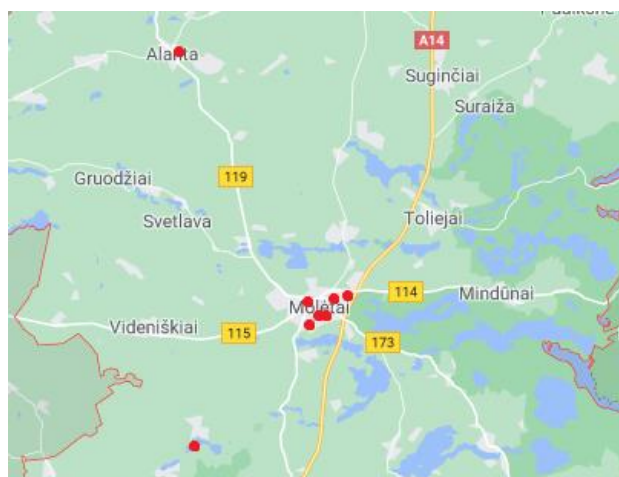 Alanta
A14
Suginčiai
Suraiža
Gruodžiai
119
Svetlava
Toliejai
114
Mindūnai
Molėtai
Videniškiai
115
173